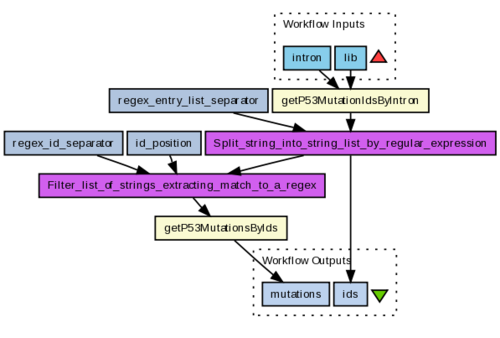 Workflow Inputs
intron
lib
regex_entry_list_separator
getP53MutationIdsByIntron
regex_id_separator
id_position
Split_string_into_string_list_by_regular_expression
Filter_list_of_strings_extracting_match_to_a_regex
getP53MutationsByIds
Workflow Outputs
mutations
ids